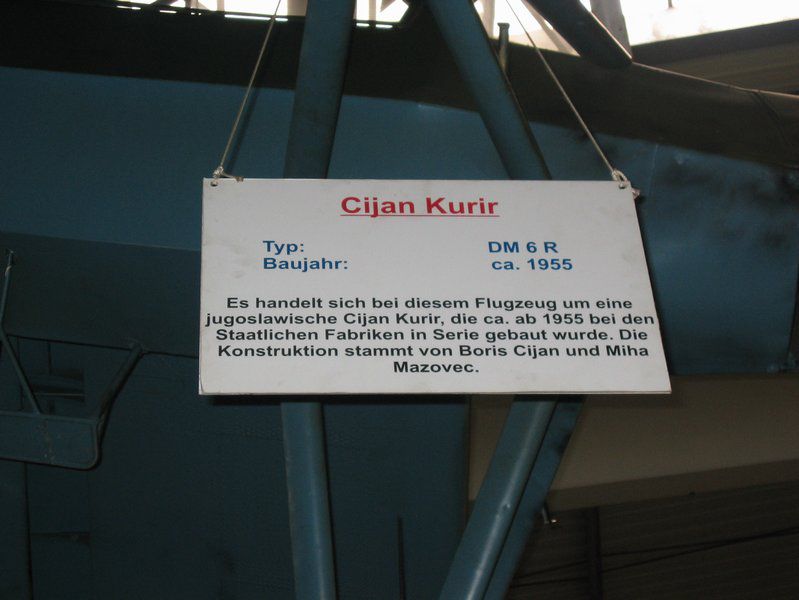 Cijan Kurir
Typ: DM 6 R
Baujahr: ca. 1955
Es handelt sich bei diesem Flugzeug um eine
jugoslawische Cijan Kurir, die ca. ab 1955 bei den
Staatlichen Fabriken in Serie gebaut wurde. Die
Konstruktion stammt von Boris Cijan und Miha
Mazovec.